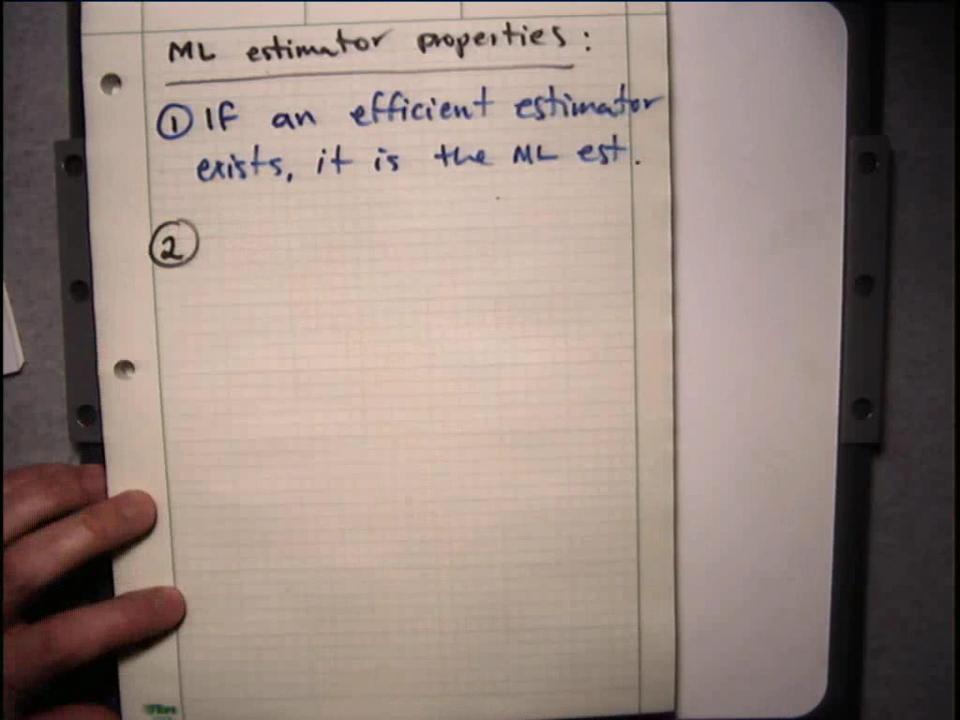 ML estimator properties:
① If an efficient estimator
exists, it is the ML est.
②